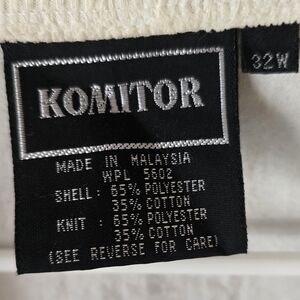 32W
KOMITOR
MADE IN MALAYSIA
WPL 5602
SHELL: 65% POLYESTER
35% COTTON
KNIT : 65% POLYESTER
35% COTTON
(SEE REVERSE FOR CARE)